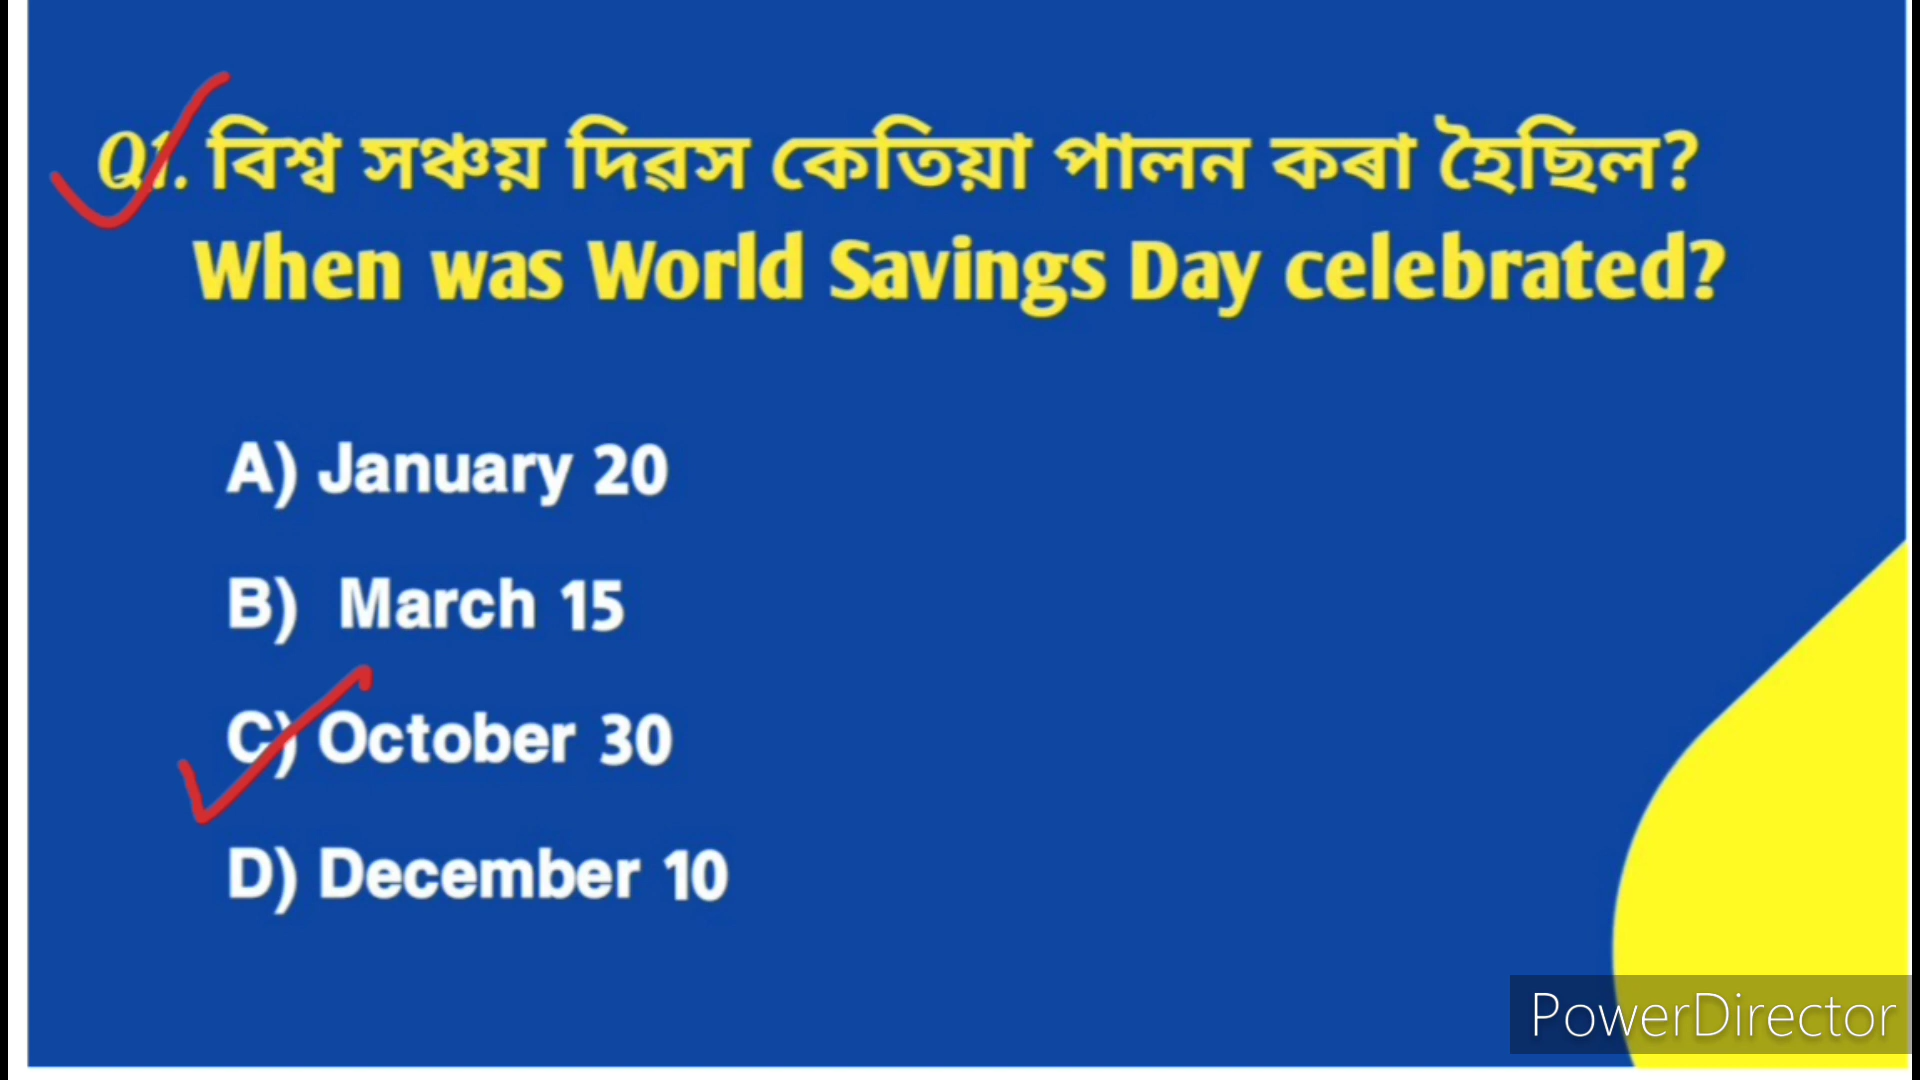 Q1. বিশ্ব সঞ্চয় দিৱস কেতিয়া পালন কৰা হৈছিল?
When was World Savings Day celebrated?
A) January 20
B) March 15
C) October 30
D) December 10
PowerDirector